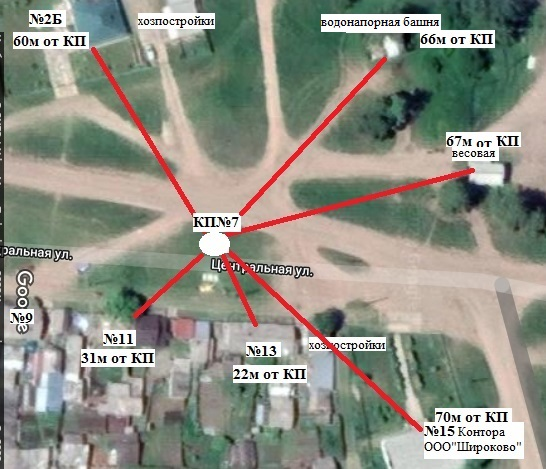 №2Б
60м от КП
хозпостройки
водонапорная башня
66м от КП
67м от КП
весовая
КП№7
ральная ул.
Центральная ул.
Google
№9
№11
31м от КП
№13
22м от КП
хозпостройки
70м от КП
№15 Контора
ООО"Широково"